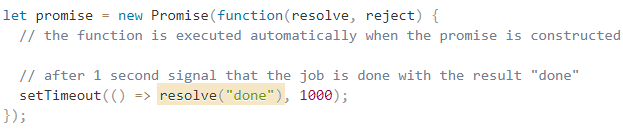 let promise = new Promise(function(resolve, reject) {
  // the function is executed automatically when the promise is constructed

  // after 1 second signal that the job is done with the result "done"
  setTimeout(() => resolve("done"), 1000);
});